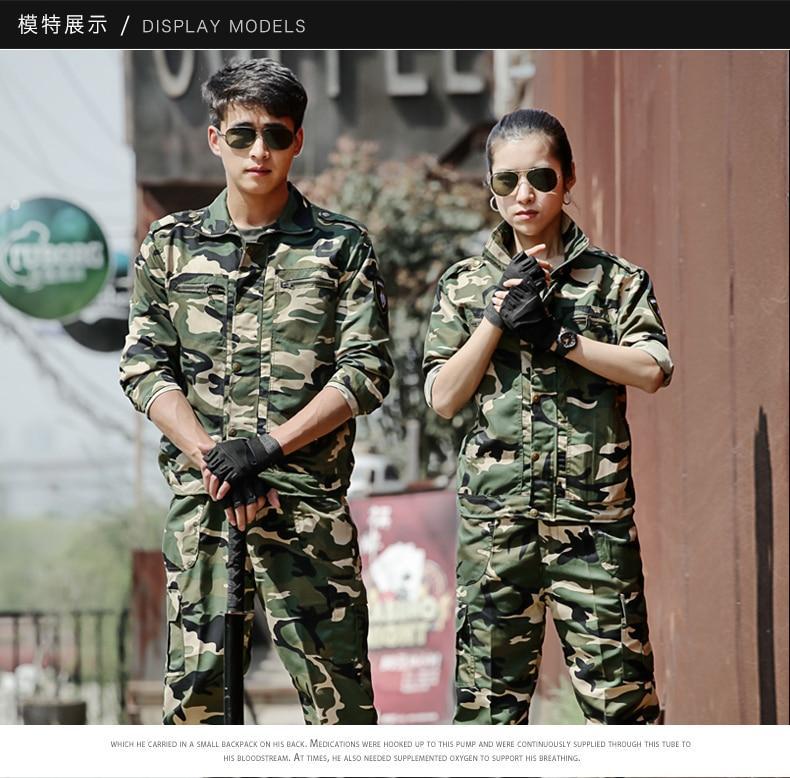 模特展示 / DISPLAY MODELS
TUBORG
WHICH HE CARRIED IN A SMALL BACKPACK ON HIS BACK. MEDICATIONS WERE HOOKED UP TO THIS PUMP AND WERE CONTINUOUSLY SUPPLIED THROUGH THIS TUBE TO
HIS BLOODSTREAM. AT TIMES, HE ALSO NEEDED SUPPLEMENTED OXYGEN TO SUPPORT HIS BREATHING.